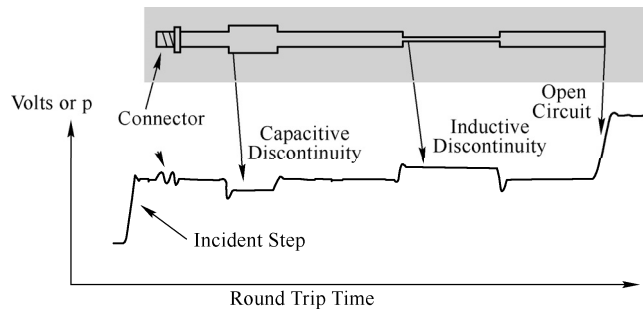 Volts or p
Connector
Capacitive
Discontinuity
Inductive
Discontinuity
Open
Circuit
Incident Step
Round Trip Time